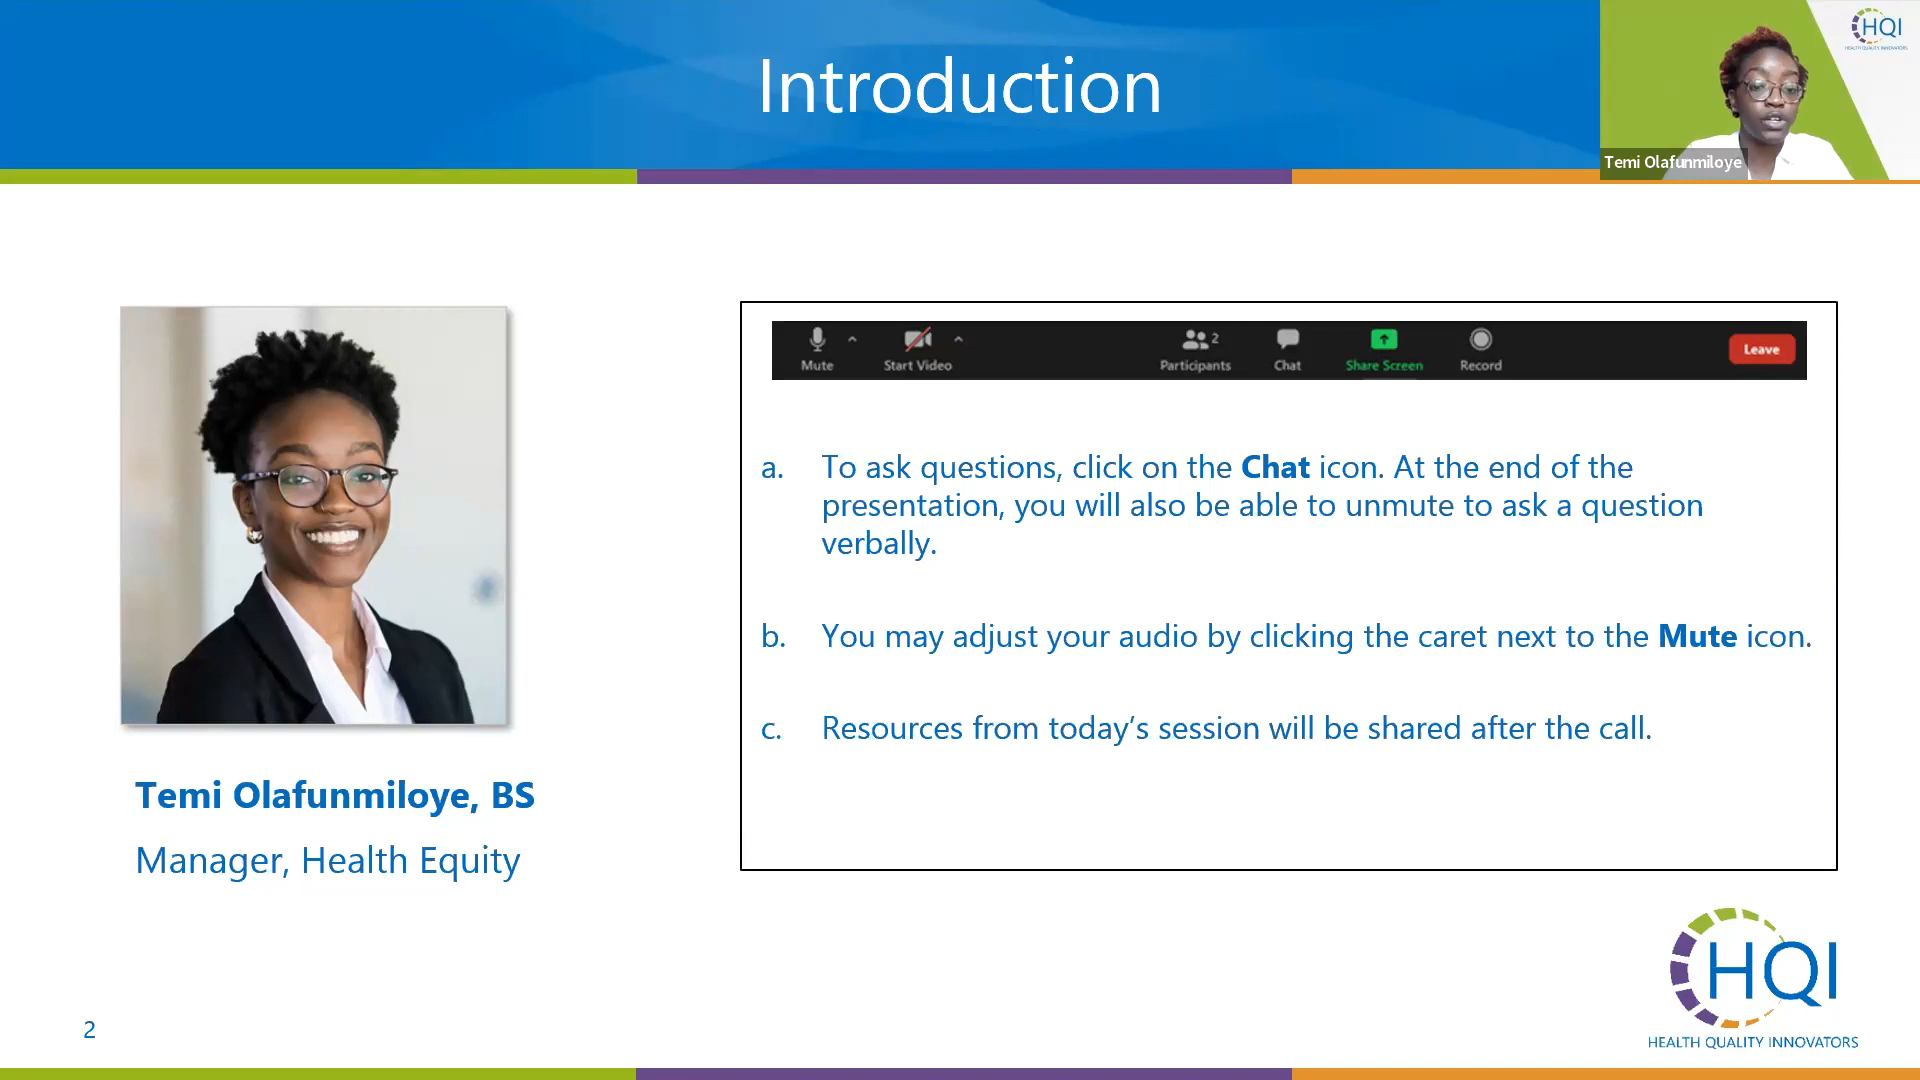 Introduction
HQI
HEALTH QUALITY INNOVATORS
Temi Olafunmiloye
Mute
Start Video
2
Participants
Chat
Share Screen
Record
Leave
a. To ask questions, click on the Chat icon. At the end of the
presentation, you will also be able to unmute to ask a question
verbally.
b. You may adjust your audio by clicking the caret next to the Mute icon.
c. Resources from today’s session will be shared after the call.
Temi Olafunmiloye, BS
Manager, Health Equity
HQI
HEALTH QUALITY INNOVATORS
2